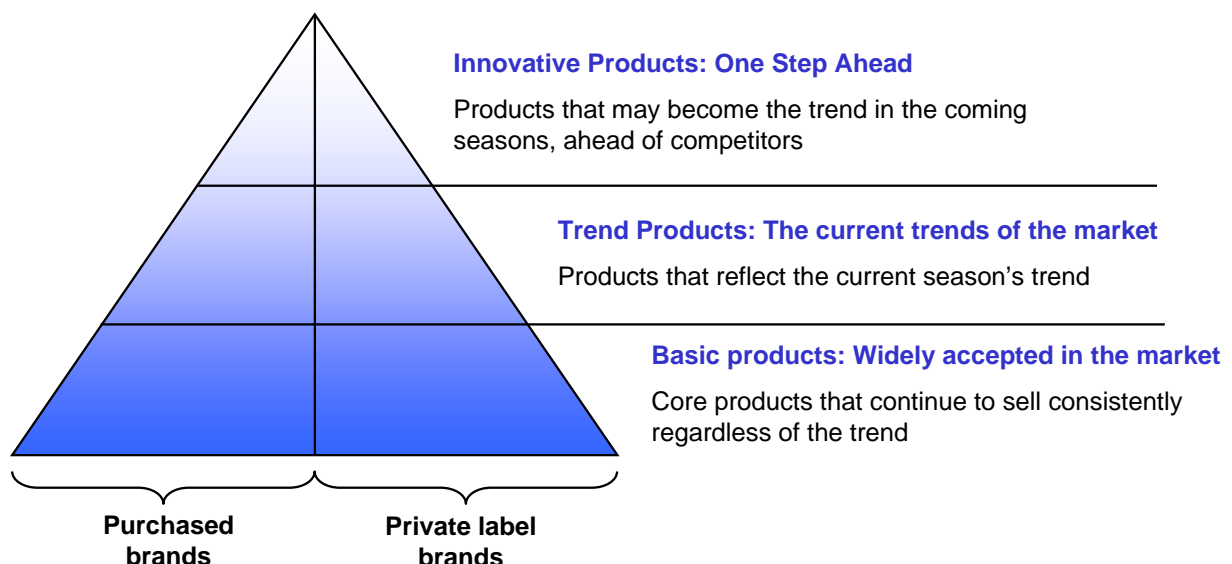 Innovative Products: One Step Ahead
Products that may become the trend in the coming
seasons, ahead of competitors
Trend Products: The current trends of the market
Products that reflect the current season’s trend
Basic products: Widely accepted in the market
Core products that continue to sell consistently
regardless of the trend
Purchased
brands
Private label
brands